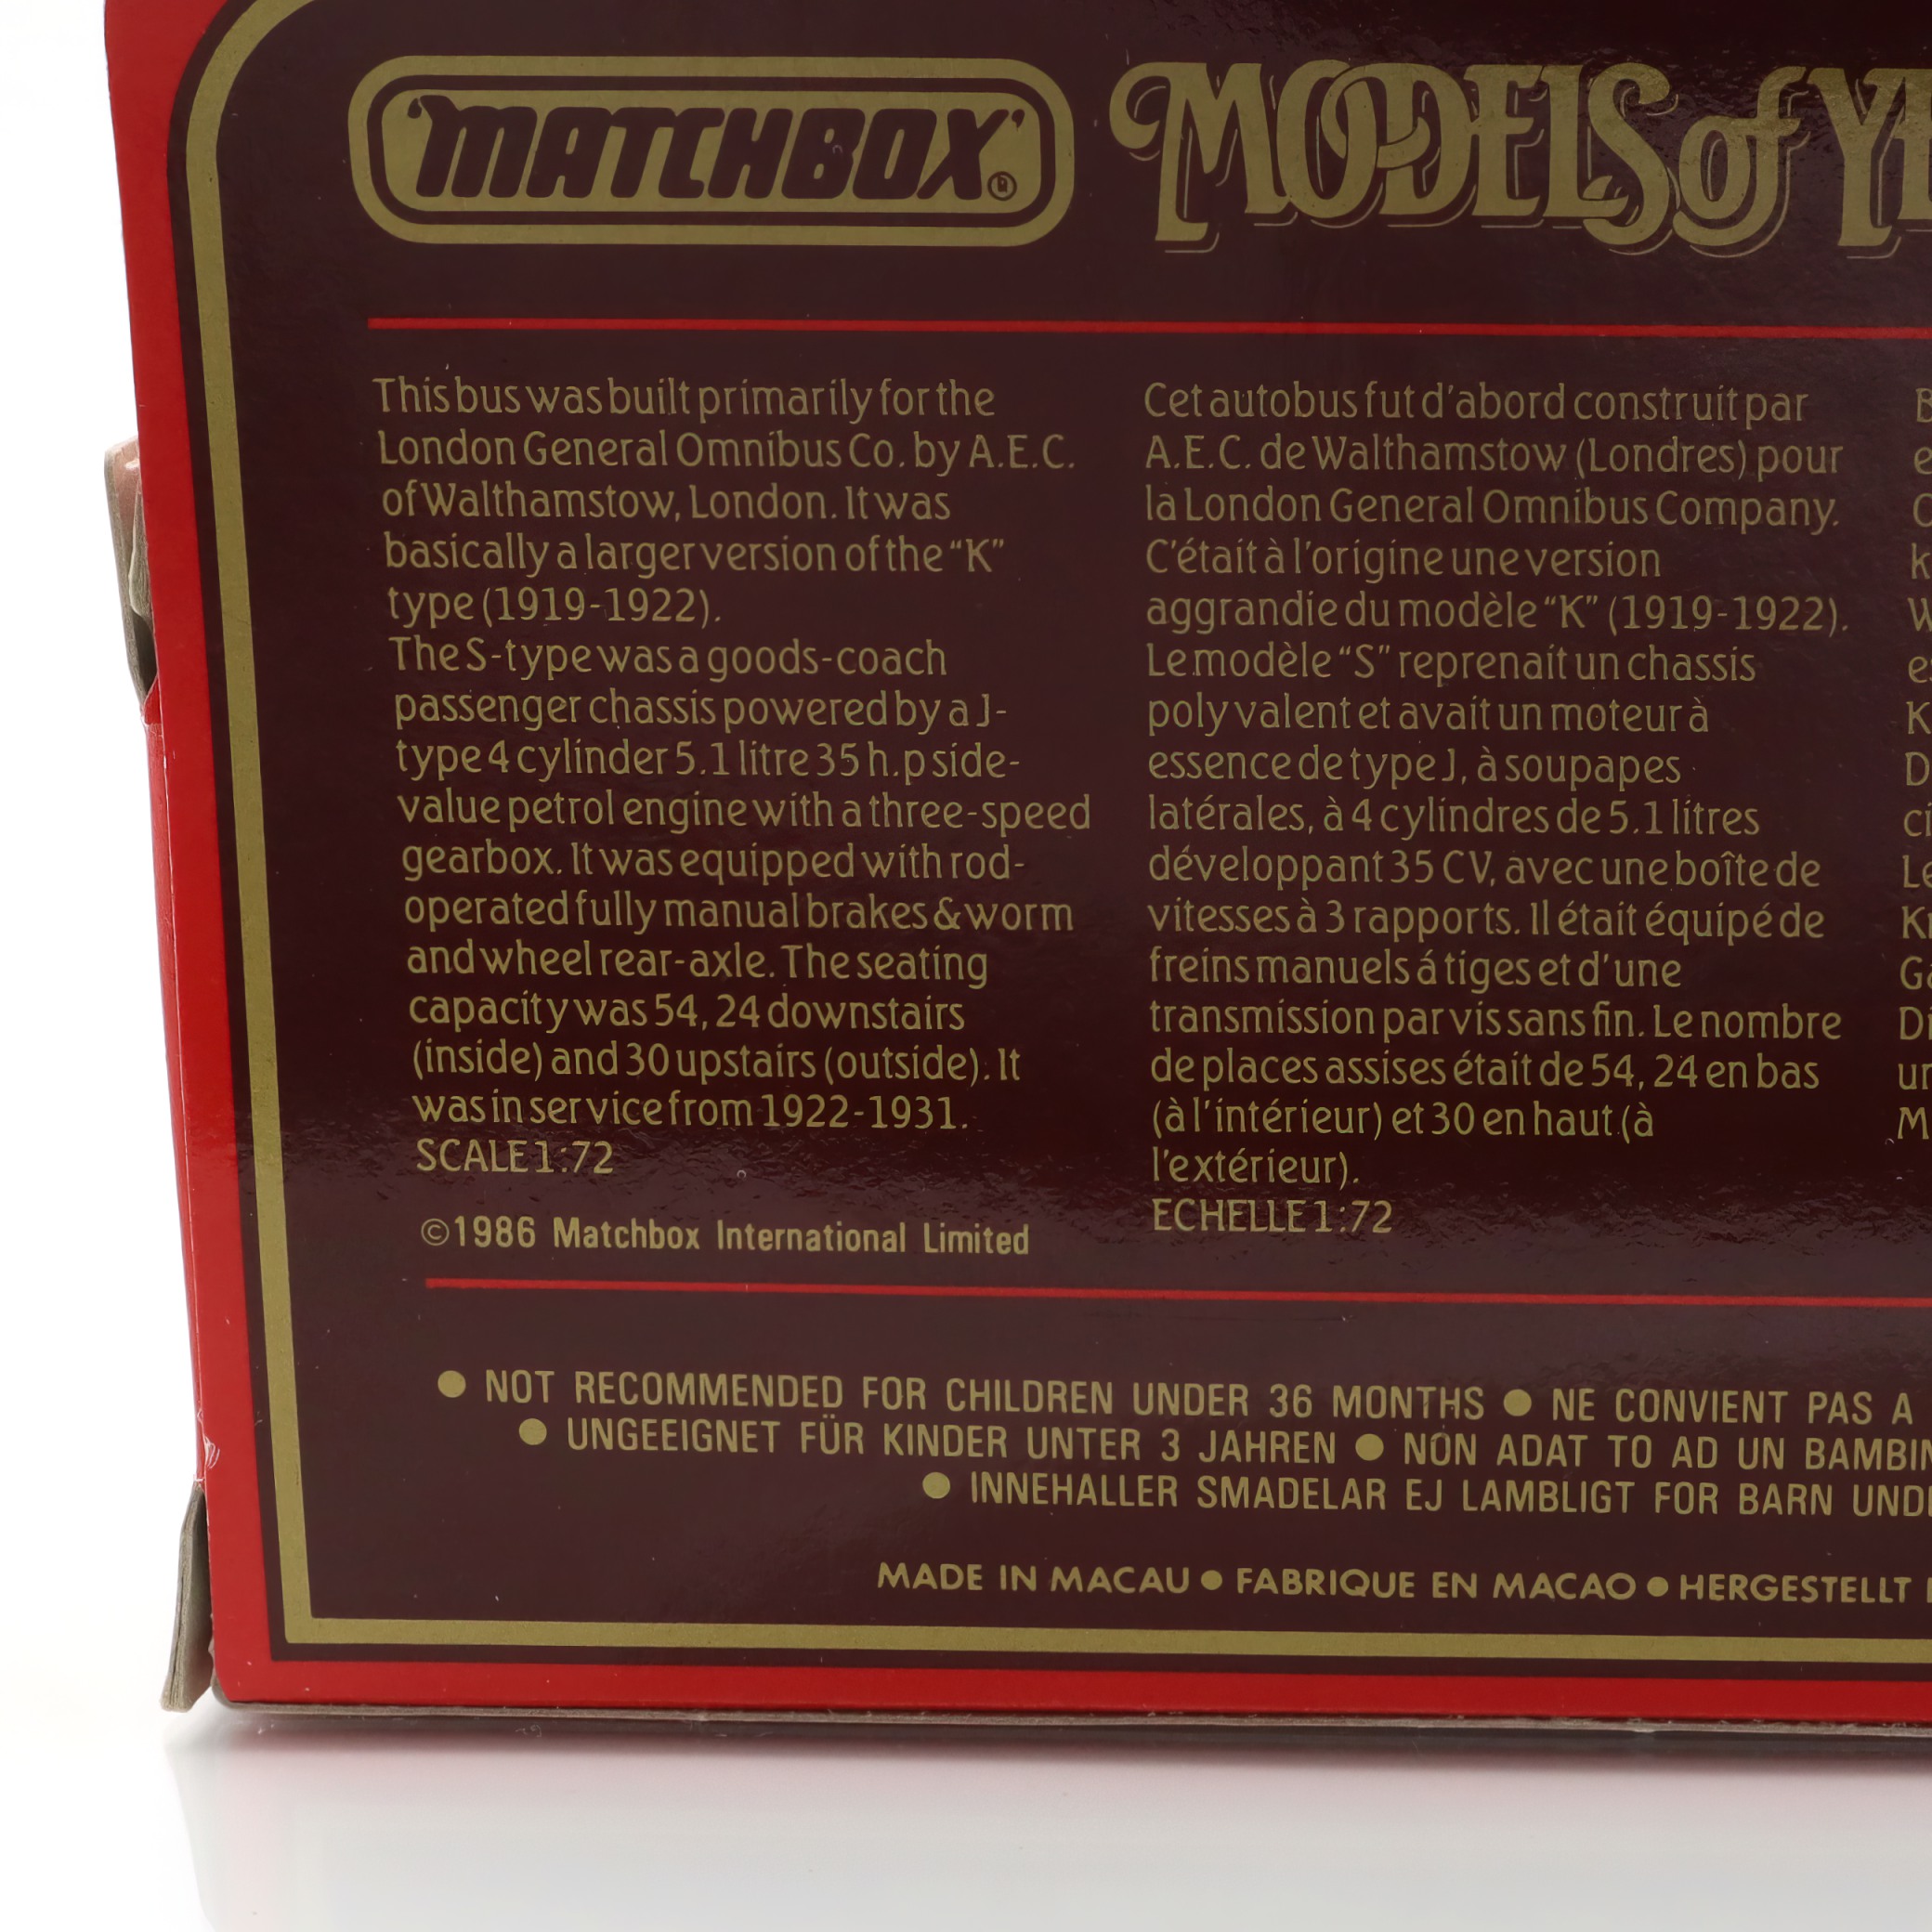 'MATCHBOX' ®
MODELS of
This bus was built primarily for the
London General Omnibus Co. by A.E.C.
of Walthamstow, London. It was
basically a larger version of the “K”
type (1919-1922).
The S-type was a goods-coach
passenger chassis powered by a J-
type 4 cylinder 5.1 litre 35 h.p side-
value petrol engine with a three-speed
gearbox. It was equipped with rod-
operated fully manual brakes & worm
and wheel rear-axle. The seating
capacity was 54, 24 downstairs
(inside) and 30 upstairs (outside). It
was in service from 1922-1931.
SCALE 1:72
©1986 Matchbox International Limited
Cet autobus fut d'abord construit par
A.E.C. de Walthamstow (Londres) pour
la London General Omnibus Company.
C'était à l'origine une version
aggrandie du modèle “K” (1919-1922).
Le modèle “S” reprenait un chassis
polyvalent et avait un moteur à
essence de type J, à soupapes
latérales, à 4 cylindres de 5.1 litres
développant 35 CV, avec une boîte de
vitesses à 3 rapports. Il était équipé de
freins manuels á tiges et d'une
transmission par vis sans fin. Le nombre
de places assises était de 54, 24 en bas
(à l'intérieur) et 30 en haut (à
l'extérieur).
ECHELLE 1:72
● NOT RECOMMENDED FOR CHILDREN UNDER 36 MONTHS ● NE CONVIENT PAS A
● UNGEEIGNET FÜR KINDER UNTER 3 JAHREN ● NON ADAT TO AD UN
● INNEHALLER SMADELAR EJ LAMBLIGT FOR BARN
MADE IN MACAU ● FABRIQUE EN MACAO ● HERGESTELLT